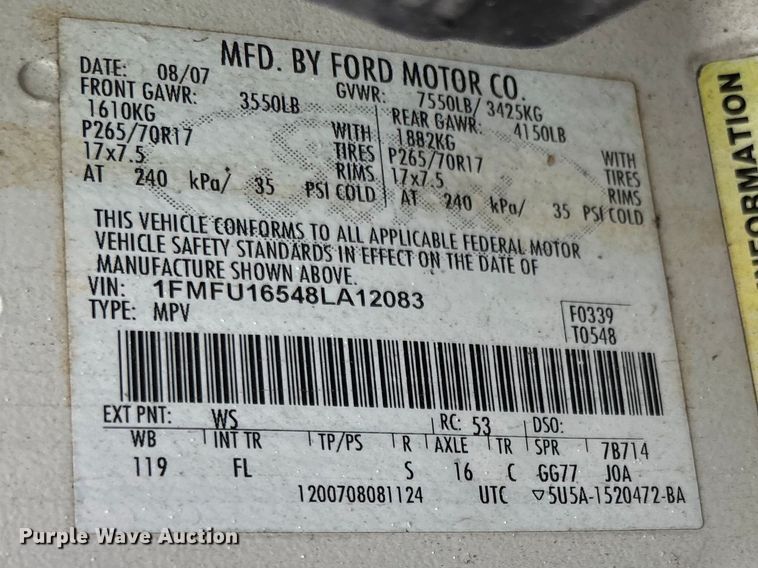 MFD. BY FORD MOTOR CO.
DATE: 08/07 GVWR: 7550LB/ 3425KG
FRONT GAWR: 3550LB REAR GAWR: 4150LB
1610KG WITH 1882KG WITH
P265/70R17 TIRES P265/70R17 TIRES
17x7.5 RIMS 17x7.5 RIMS
AT 240 kPa/ 35 PSI COLD AT 240 kPa/ 35 PSI COLD
THIS VEHICLE CONFORMS TO ALL APPLICABLE FEDERAL MOTOR
VEHICLE SAFETY STANDARDS IN EFFECT ON THE DATE OF
MANUFACTURE SHOWN ABOVE.
VIN: 1FMFU16548LA12083
TYPE: MPV
F0339
T0548
EXT PNT: WS RC: 53 DSO:
WB INT TR TP/PS R AXLE TR SPR 7B714
119 FL S 16 C GG77 J0A
1200708081124 UTC ▽5U5A-1520472-BA
INFORMATION
Purple Wave Auction